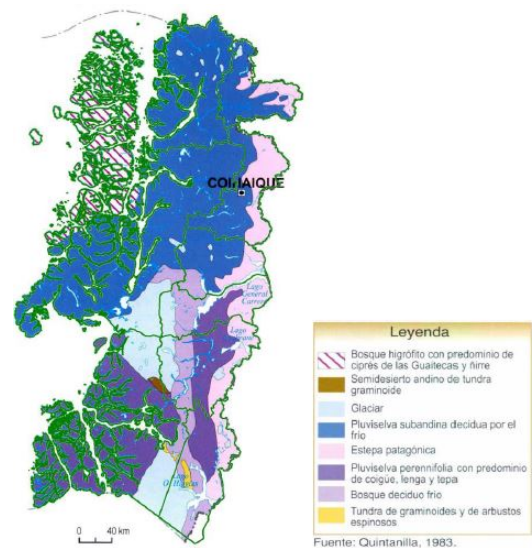 COIHAIQUE
Lago
General
Carrera
Lago
0 40 km
Leyenda
Bosque higrófito con predominio de
ciprés de las Guaitecas y ñirre
Semidesierto andino de tundra
graminoide
Glaciar
Pluviselva subandina decidua por el
frío
Estepa patagónica
Pluviselva perennifolia con predominio
de coigüe, lenga y tepa
Bosque deciduo frío
Tundra de graminoides y de arbustos
espinosos
Fuente: Quintanilla, 1983.